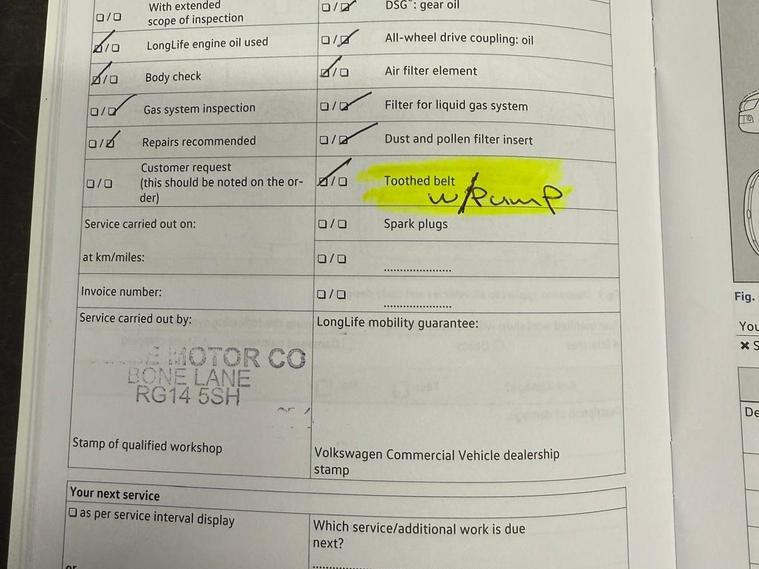 With extended
scope of inspection
DSG®: gear oil
LongLife engine oil used
All-wheel drive coupling: oil
Body check
Air filter element
Gas system inspection
Filter for liquid gas system
Repairs recommended
Dust and pollen filter insert
Customer request
(this should be noted on the or-
der)
Toothed belt
w/Pump
Service carried out on:
Spark plugs
at km/miles:
Invoice number:
Service carried out by:
LongLife mobility guarantee:
MOTOR CO
BONE LANE
RG14 5SH
Stamp of qualified workshop
Volkswagen Commercial Vehicle dealership
stamp
Your next service
as per service interval display
Which service/additional work is due
next?
or
Fig.
You
De